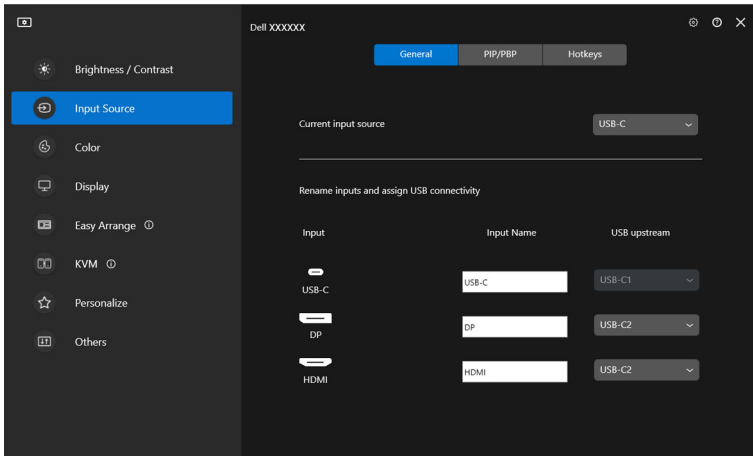 Dell XXXXXX
General PIP/PBP Hotkeys
Brightness / Contrast
Input Source
Color
Display
Easy Arrange
KVM
Personalize
Others
Current input source USB-C
Rename inputs and assign USB connectivity
Input Input Name USB upstream
USB-C USB-C USB-C1
DP DP USB-C2
HDMI HDMI USB-C2